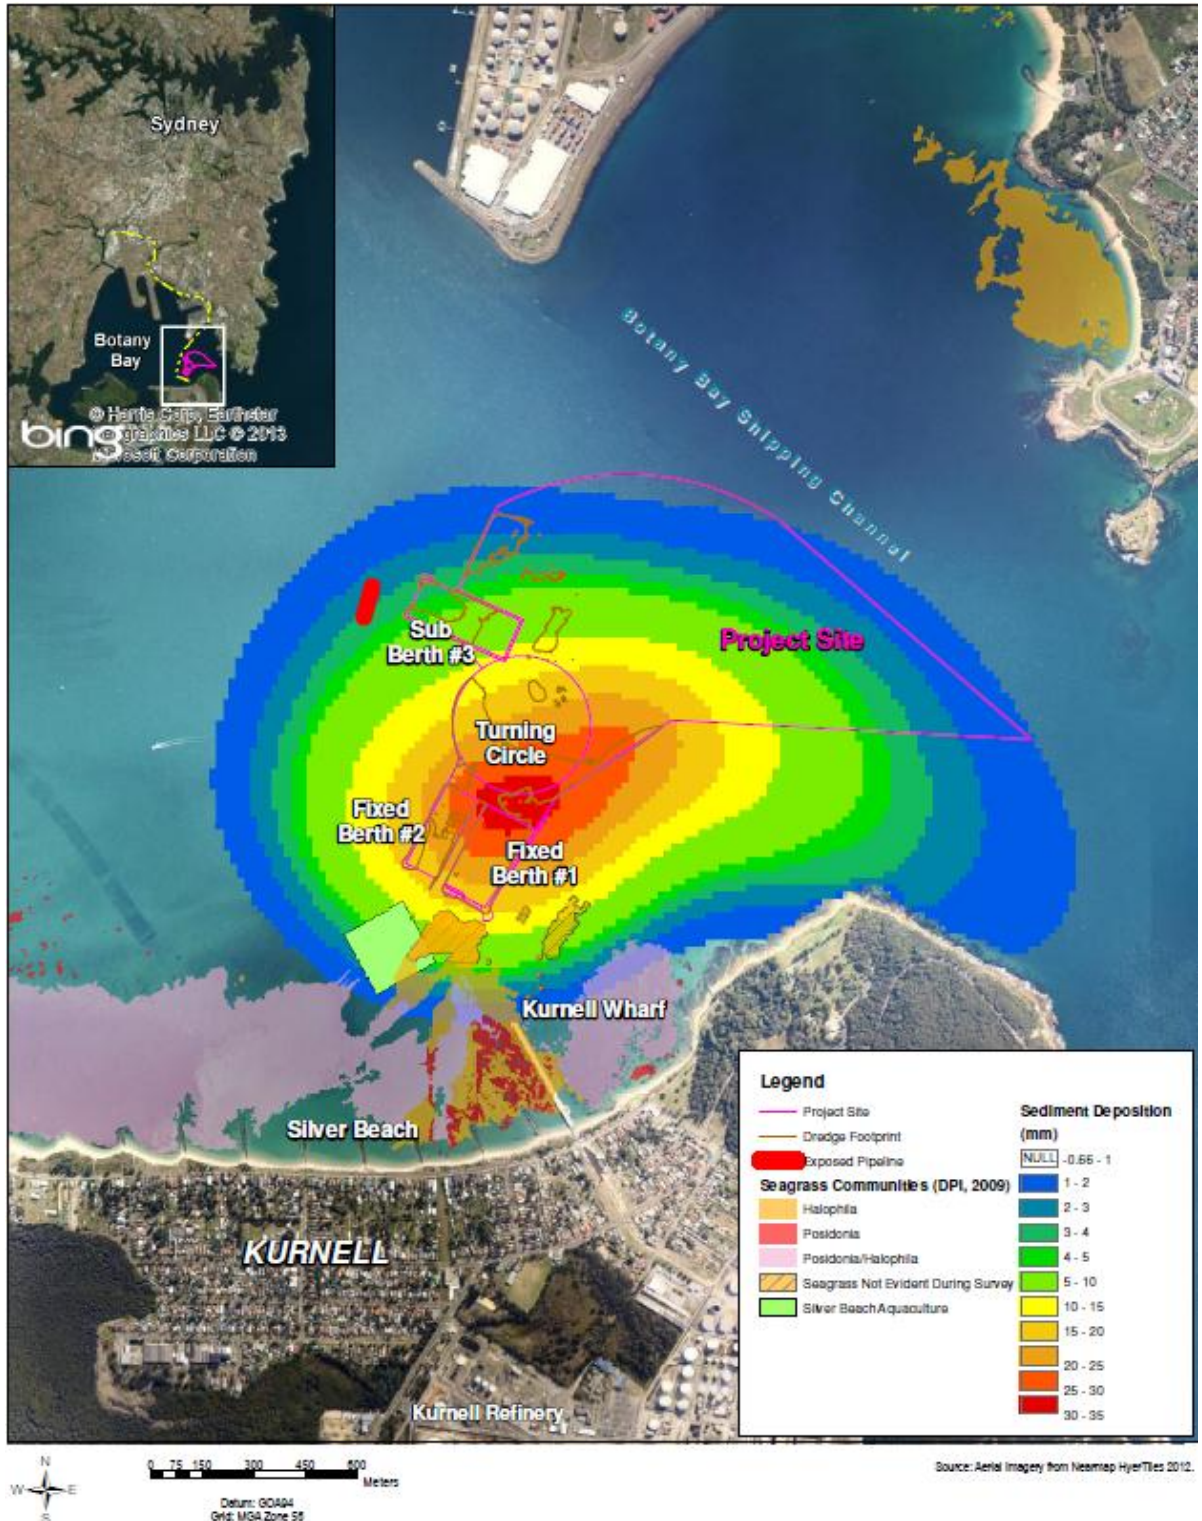 Sydney
Botany
Bay
© Harris Corp, Earthstar
Geographics LLC © 2013
Microsoft Corporation
bing
Botany Bay Shipping Channel
Project Site
Sub
Berth #3
Turning
Circle
Fixed
Berth #2
Fixed
Berth #1
Kurnell Wharf
Silver Beach
KURNELL
Kurnell Refinery
Legend
Project Site
Dredge Footprint
Exposed Pipeline
Seagrass Communities (DPI, 2009)
Halophila
Posidonia
Posidonia/Halophila
Seagrass Not Evident During Survey
Silver Beach Aquaculture
Sediment Deposition
(mm)
NULL -0.66 - 1
1 - 2
2 - 3
3 - 4
4 - 5
5 - 10
10 - 15
15 - 20
20 - 25
25 - 30
30 - 35
N
W E
S
0 75 150 300 450 600
Meters
Datum: GDA94
Grid: MGA Zone 56
Source: Aerial Imagery from Nearmap HyerTiles 2012.